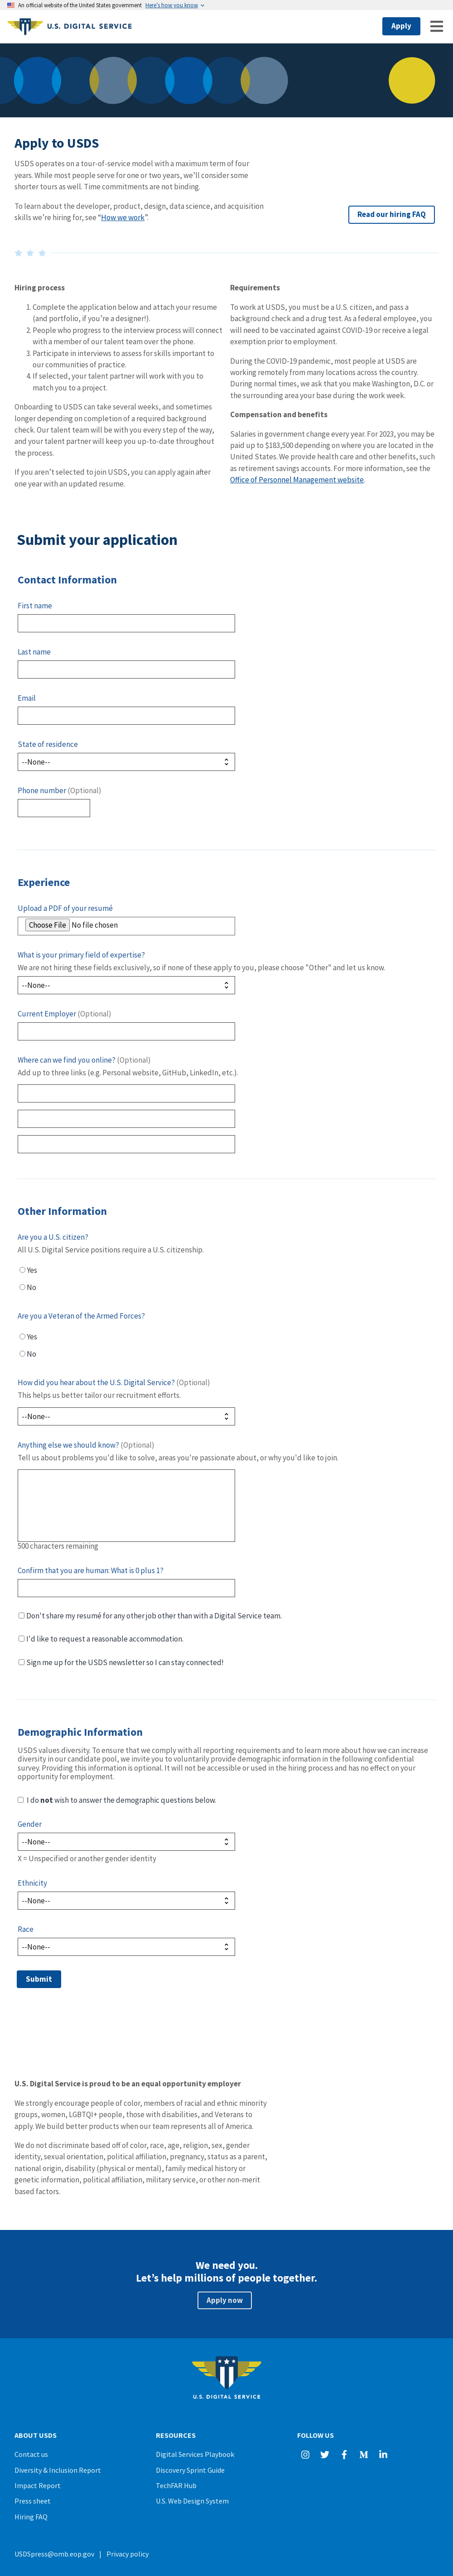 An official website of the United States government Here's how you know
U.S. DIGITAL SERVICE
Apply
Apply to USDS
USDS operates on a tour-of-service model with a maximum term of four
years. While most people serve for one or two years, we'll consider some
shorter tours as well. Time commitments are not binding.
To learn about the developer, product, design, data science, and acquisition
skills we're hiring for, see "How we work".
Read our hiring FAQ
Hiring process
1. Complete the application below and attach your resume
(and portfolio, if you're a designer!).
2. People who progress to the interview process will connect
with a member of our talent team over the phone.
3. Participate in interviews to assess for skills important to
our communities of practice.
4. If selected, your talent partner will work with you to
match you to a project.
Onboarding to USDS can take several weeks, and sometimes
longer depending on completion of a required background
check. Our talent team will be with you every step of the way,
and your talent partner will keep you up-to-date throughout
the process.
If you aren't selected to join USDS, you can apply again after
one year with an updated resume.
Requirements
To work at USDS, you must be a U.S. citizen, and pass a
background check and a drug test. As a federal employee, you
will need to be vaccinated against COVID-19 or receive a legal
exemption prior to employment.
During the COVID-19 pandemic, most people at USDS are
working remotely from many locations across the country.
During normal times, we ask that you make Washington, D.C. or
the surrounding area your base during the work week.
Compensation and benefits
Salaries in government change every year. For 2023, you may be
paid up to $183,500 depending on where you are located in the
United States. We provide health care and other benefits, such
as retirement savings accounts. For more information, see the
Office of Personnel Management website.
Submit your application
Contact Information
First name
Last name
Email
State of residence
--None--
Phone number (Optional)
Experience
Upload a PDF of your resumé
Choose File No file chosen
What is your primary field of expertise?
We are not hiring these fields exclusively, so if none of these apply to you, please choose "Other" and let us know.
--None--
Current Employer (Optional)
Where can we find you online? (Optional)
Add up to three links (e.g. Personal website, GitHub, LinkedIn, etc.).
Other Information
Are you a U.S. citizen?
All U.S. Digital Service positions require a U.S. citizenship.
Yes
No
Are you a Veteran of the Armed Forces?
Yes
No
How did you hear about the U.S. Digital Service? (Optional)
This helps us better tailor our recruitment efforts.
--None--
Anything else we should know? (Optional)
Tell us about problems you'd like to solve, areas you're passionate about, or why you'd like to join.
500 characters remaining
Confirm that you are human: What is 0 plus 1?
Don't share my resumé for any other job other than with a Digital Service team.
I'd like to request a reasonable accommodation.
Sign me up for the USDS newsletter so I can stay connected!
Demographic Information
USDS values diversity. To ensure that we comply with all reporting requirements and to learn more about how we can increase
diversity in our candidate pool, we invite you to voluntarily provide demographic information in the following confidential
survey. Providing this information is optional. It will not be accessible or used in the hiring process and has no effect on your
opportunity for employment.
I do not wish to answer the demographic questions below.
Gender
--None--
X = Unspecified or another gender identity
Ethnicity
--None--
Race
--None--
Submit
U.S. Digital Service is proud to be an equal opportunity employer
We strongly encourage people of color, members of racial and ethnic minority
groups, women, LGBTQI+ people, those with disabilities, and Veterans to
apply. We build better products when our team represents all of America.
We do not discriminate based off of color, race, age, religion, sex, gender
identity, sexual orientation, political affiliation, pregnancy, status as a parent,
national origin, disability (physical or mental), family medical history or
genetic information, political affiliation, military service, or other non-merit
based factors.
We need you.
Let's help millions of people together.
Apply now
U.S. DIGITAL SERVICE
ABOUT USDS
Contact us
Diversity & Inclusion Report
Impact Report
Press sheet
Hiring FAQ
RESOURCES
Digital Services Playbook
Discovery Sprint Guide
TechFAR Hub
U.S. Web Design System
FOLLOW US
USDSpress@omb.eop.gov | Privacy policy